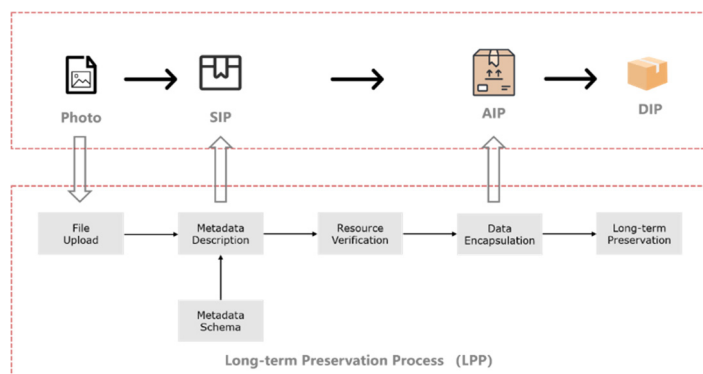 Photo
SIP
AIP
DIP
File
Upload
Metadata
Description
Resource
Verification
Data
Encapsulation
Long-term
Preservation
Metadata
Schema
Long-term Preservation Process (LPP)